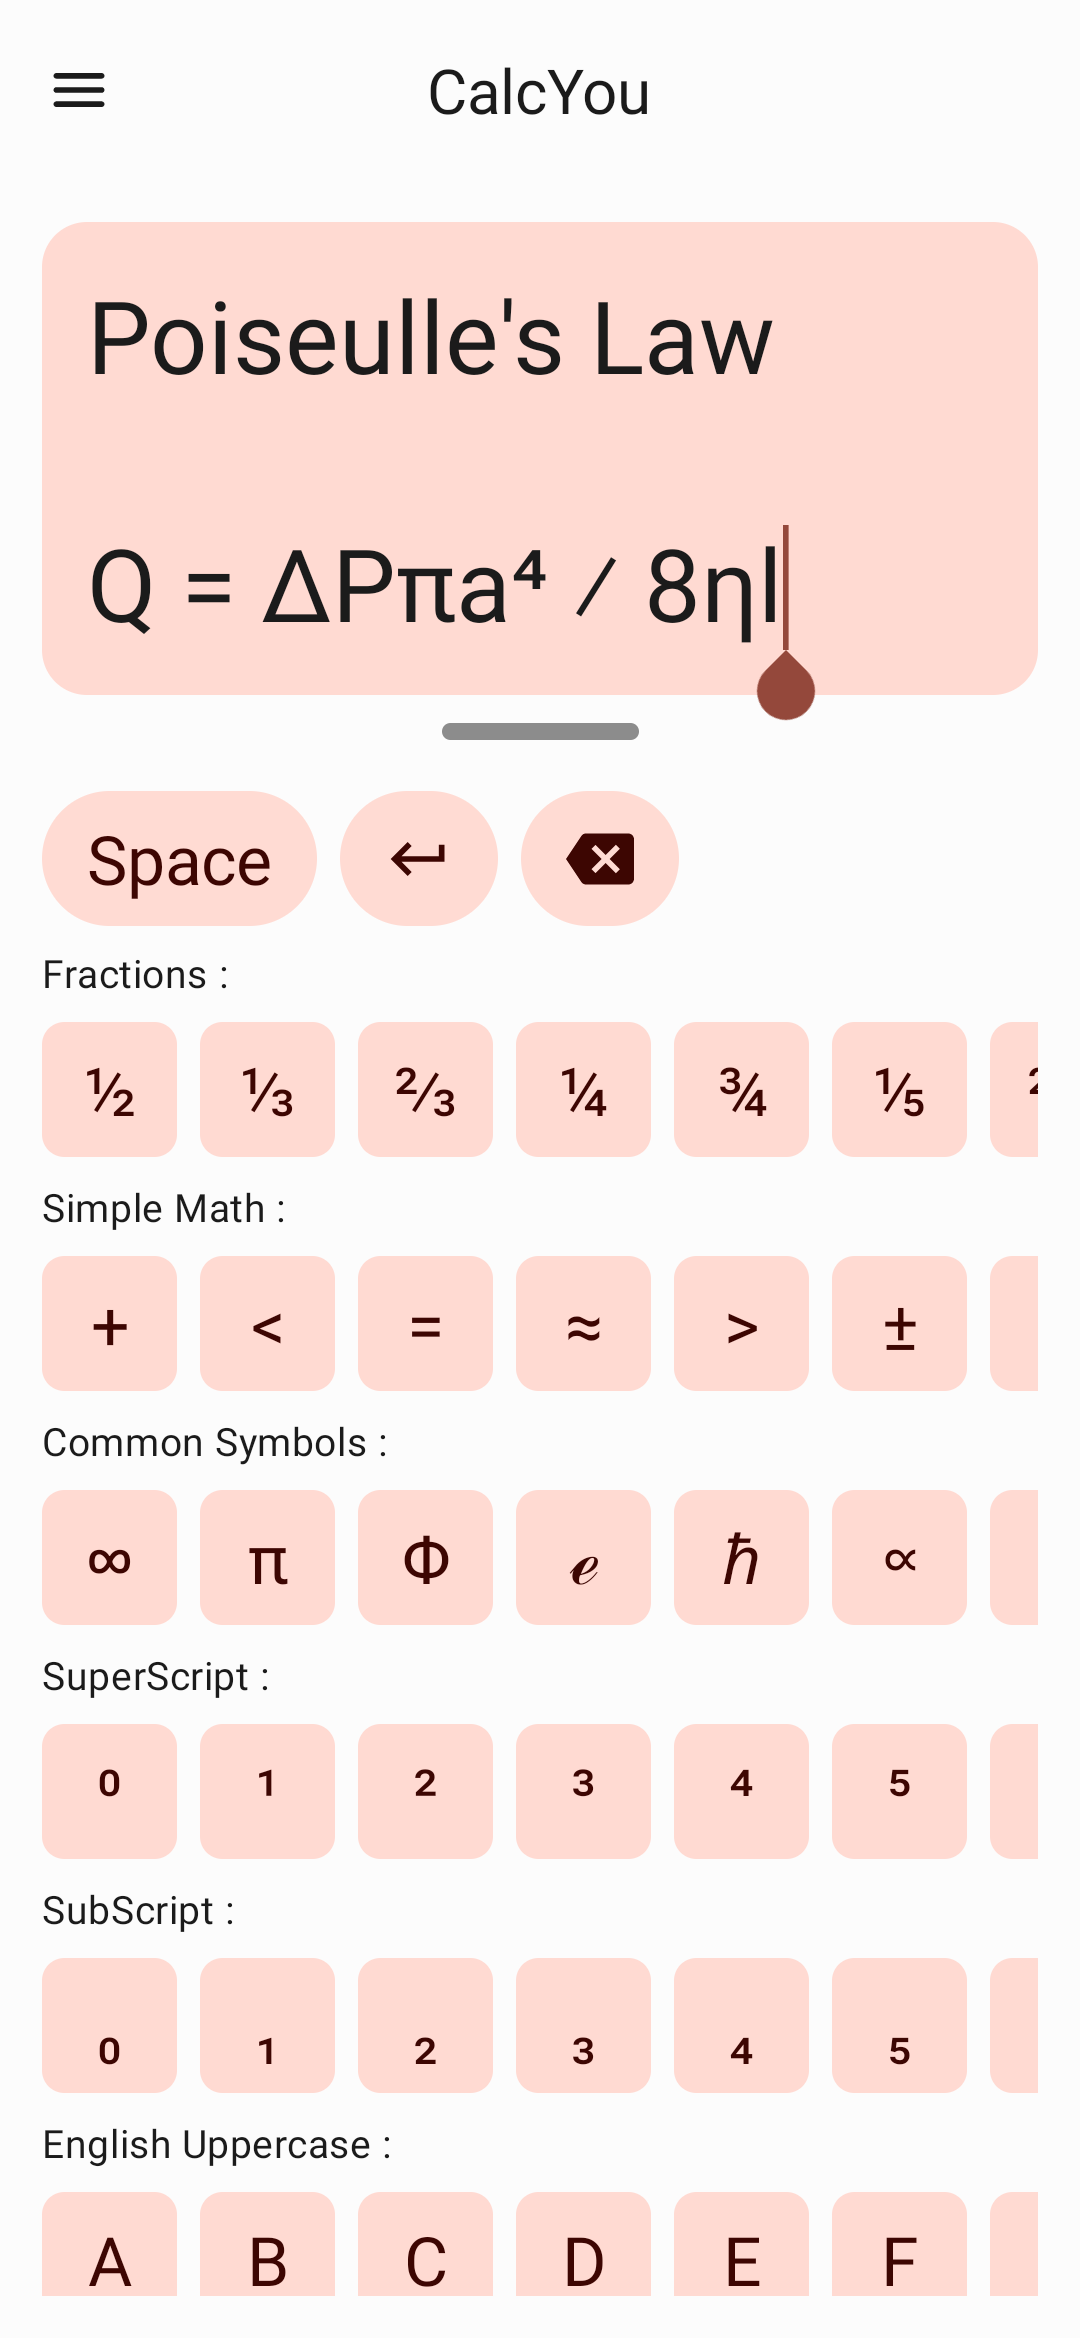 CalcYou
Poiseulle's Law
Q = ΔPπa⁴ ∕ 8ηl
Space
Fractions :
½ ⅓ ⅔ ¼ ¾ ⅕
Simple Math :
+ < = ≈ > ±
Common Symbols :
∞ π Φ ℯ ℏ ∝
SuperScript :
⁰ ¹ ² ³ ⁴ ⁵
SubScript :
₀ ₁ ₂ ₃ ₄ ₅
English Uppercase :
A B C D E F